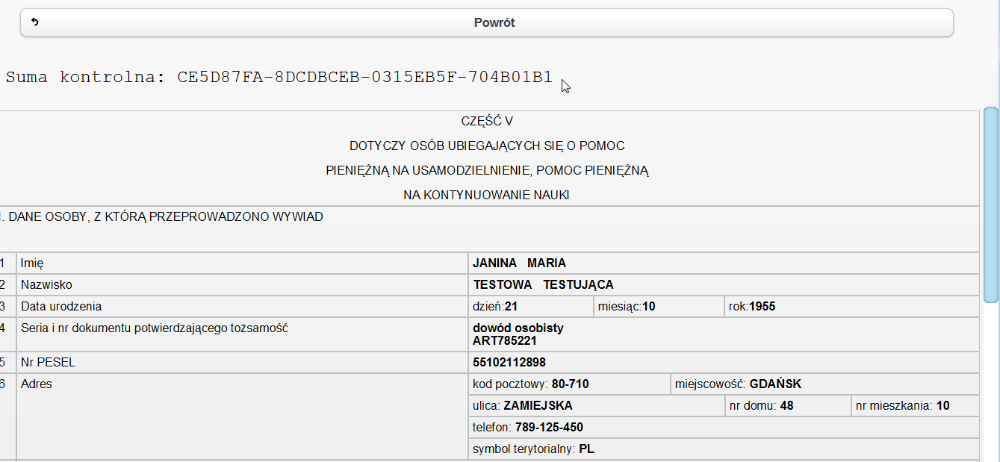 Powrót
Suma kontrolna: CE5D87FA-8DCDBCEB-0315EB5F-704B01B1
CZĘŚĆ V
DOTYCZY OSÓB UBIEGAJĄCYCH SIĘ O POMOC
PIENIĘŻNĄ NA USAMODZIELNIENIE, POMOC PIENIĘŻNĄ
NA KONTYNUOWANIE NAUKI
I. DANE OSOBY, Z KTÓRĄ PRZEPROWADZONO WYWIAD
1 Imię JANINA MARIA
2 Nazwisko TESTOWA TESTUJĄCA
3 Data urodzenia dzień:21 miesiąc:10 rok:1955
4 Seria i nr dokumentu potwierdzającego tożsamość dowód osobisty
ART785221
5 Nr PESEL 55102112898
6 Adres kod pocztowy: 80-710 miejscowość: GDAŃSK
ulica: ZAMIEJSKA nr domu: 48 nr mieszkania: 10
telefon: 789-125-450
symbol terytorialny: PL